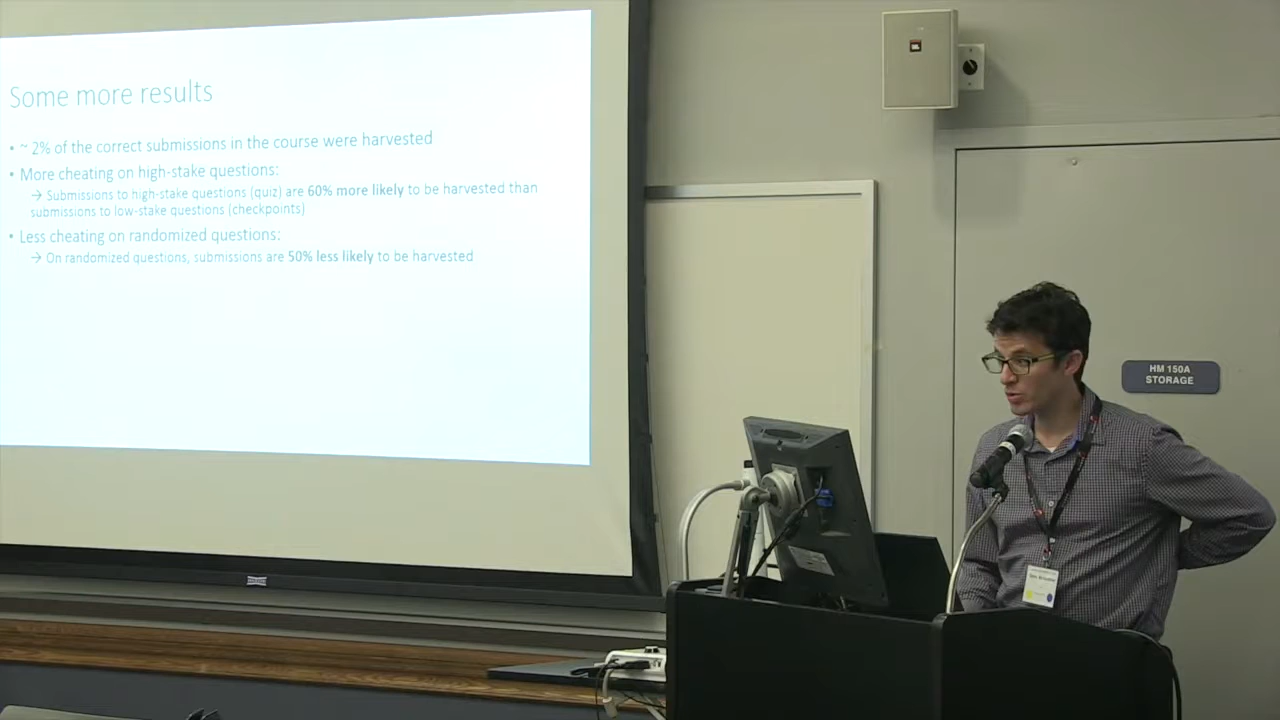 Some more results
• ~ 2% of the correct submissions in the course were harvested
• More cheating on high-stake questions:
→ Submissions to high-stake questions (quiz) are 60% more likely to be harvested than
submissions to low-stake questions (checkpoints)
• Less cheating on randomized questions:
→ On randomized questions, submissions are 50% less likely to be harvested
HM 150A
STORAGE